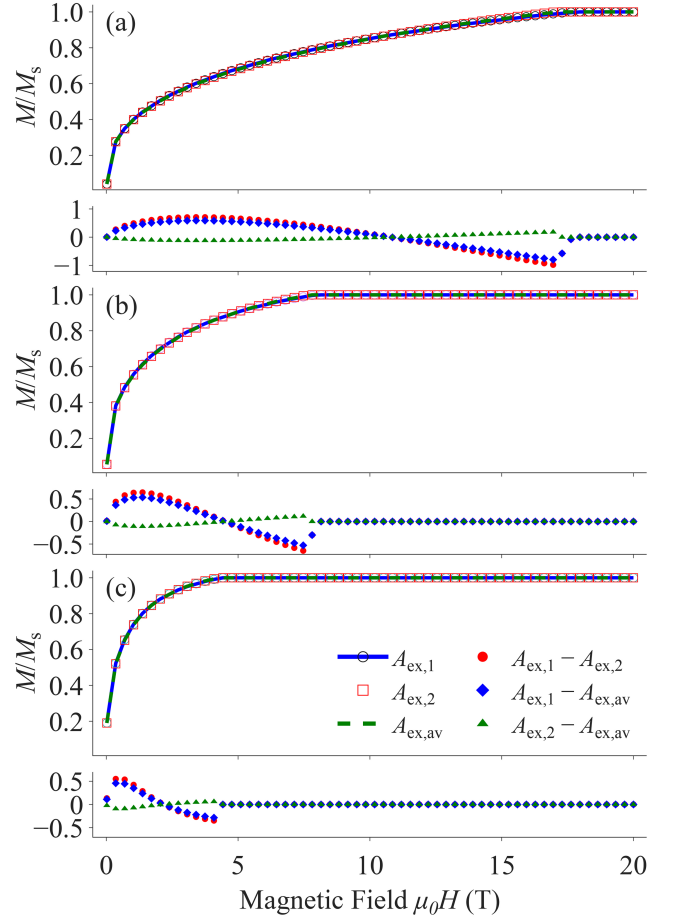 (a)
M/Ms
1.0
0.8
0.6
0.4
0.2
1
0
−1
(b)
M/Ms
1.0
0.8
0.6
0.4
0.2
0.5
0
−0.5
(c)
M/Ms
1.0
0.8
0.6
0.4
0.2
Aex,1
Aex,2
Aex,av
Aex,1 − Aex,2
Aex,1 − Aex,av
Aex,2 − Aex,av
0.5
0
−0.5
0 5 10 15 20
Magnetic Field μ0H (T)